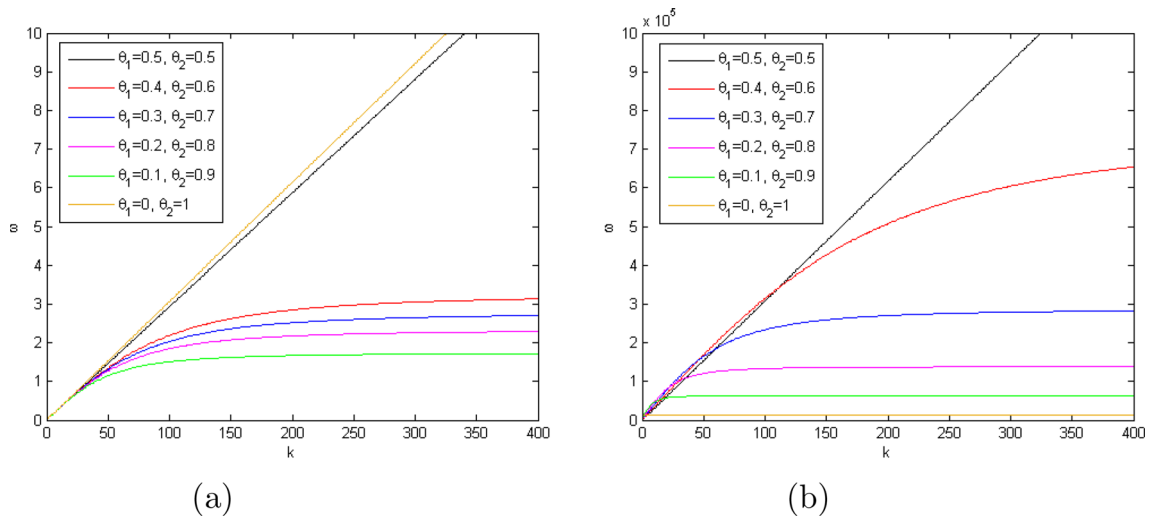 10
9
8
7
6
5
4
3
2
1
0
ω
θ1=0.5, θ2=0.5
θ1=0.4, θ2=0.6
θ1=0.3, θ2=0.7
θ1=0.2, θ2=0.8
θ1=0.1, θ2=0.9
θ1=0, θ2=1
0 50 100 150 200 250 300 350 400
k
(a)
x 10^5
10
9
8
7
6
5
4
3
2
1
0
ω
θ1=0.5, θ2=0.5
θ1=0.4, θ2=0.6
θ1=0.3, θ2=0.7
θ1=0.2, θ2=0.8
θ1=0.1, θ2=0.9
θ1=0, θ2=1
0 50 100 150 200 250 300 350 400
k
(b)